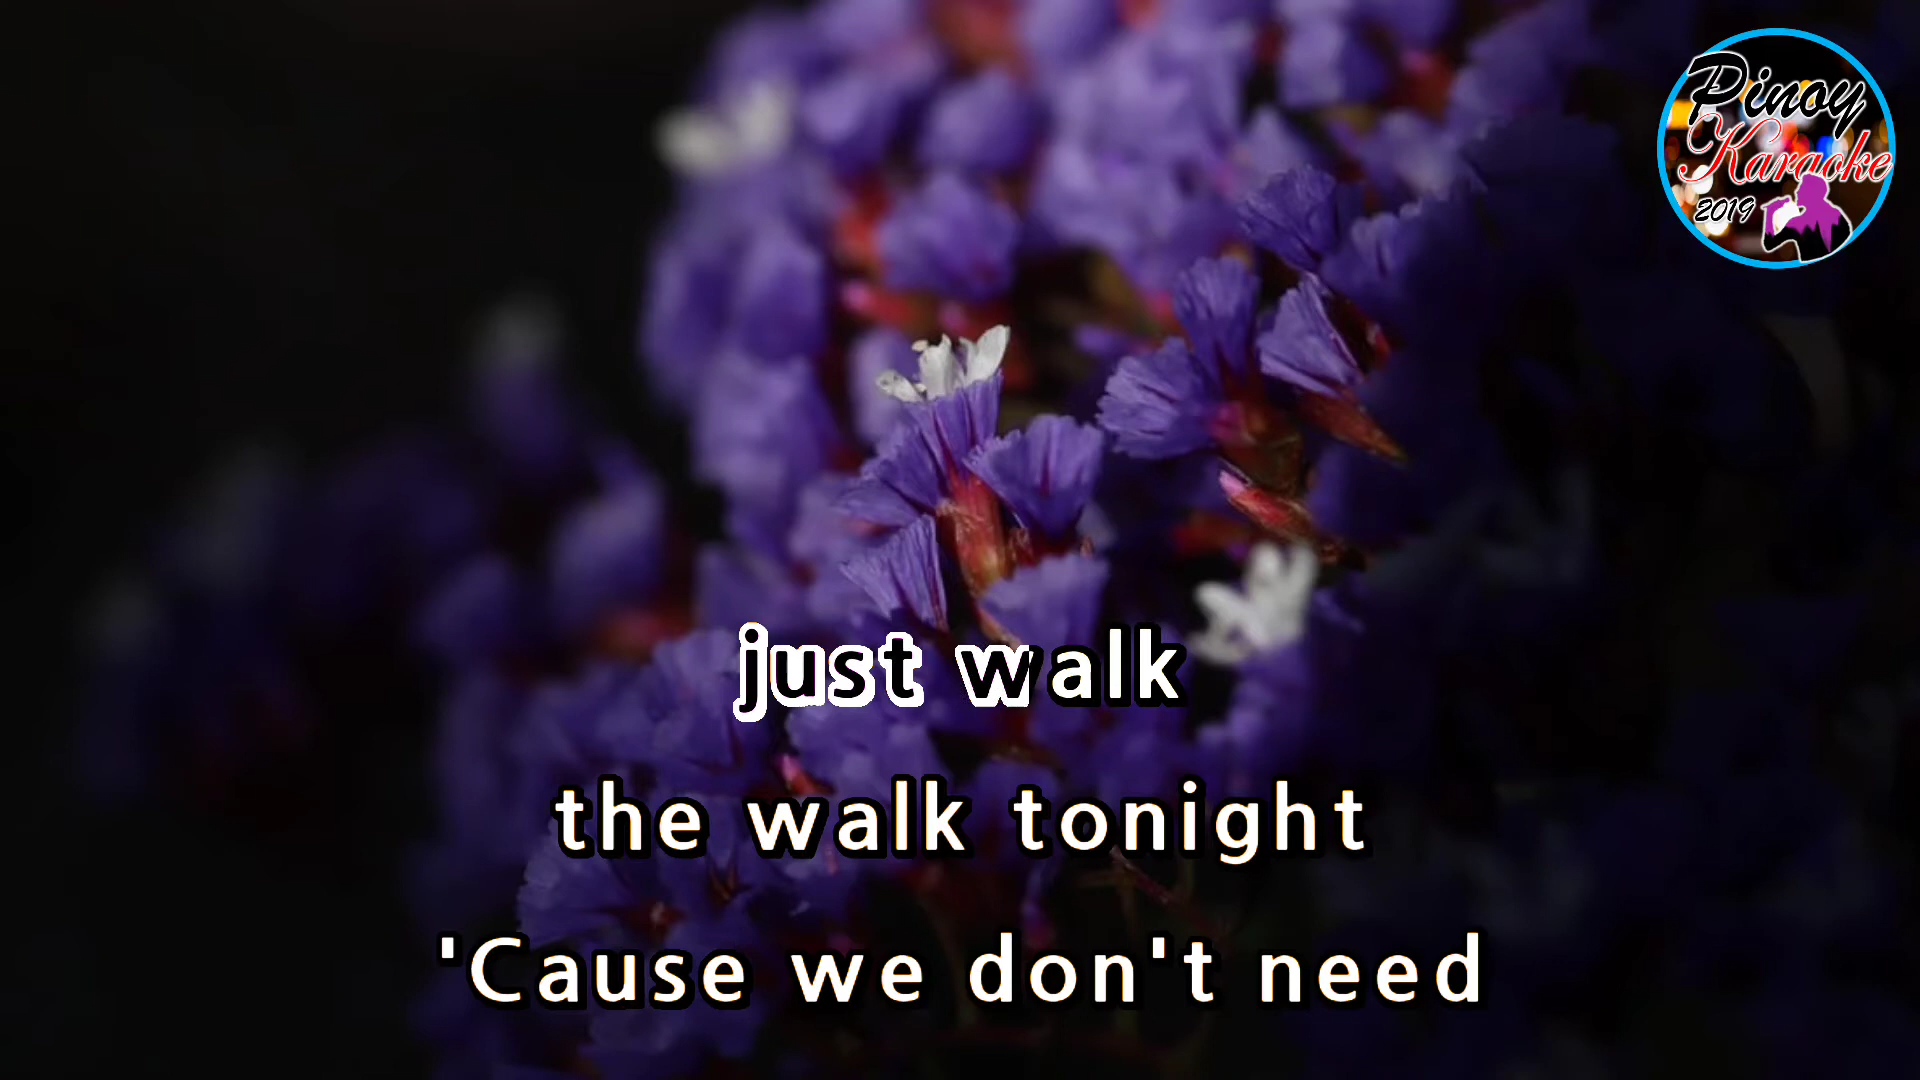 Pinoy
Karaoke
2019
just walk
the walk tonight
'Cause we don't need